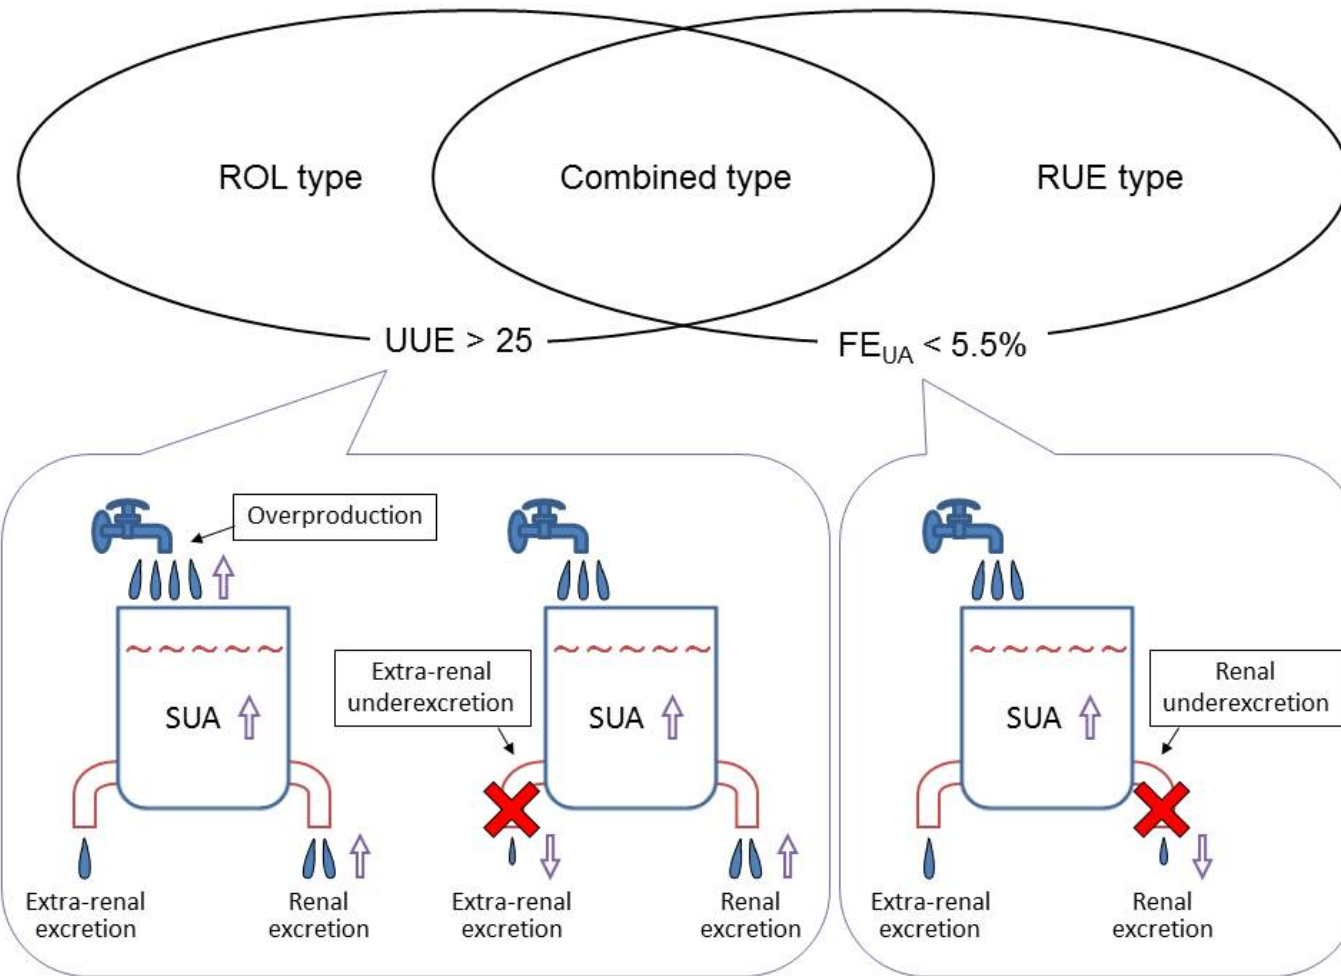 ROL type
Combined type
RUE type
UUE > 25
FEUA < 5.5%
Overproduction
SUA
Extra-renal
excretion
Renal
excretion
Extra-renal
underexcretion
SUA
Extra-renal
excretion
Renal
excretion
Renal
underexcretion
SUA
Extra-renal
excretion
Renal
excretion